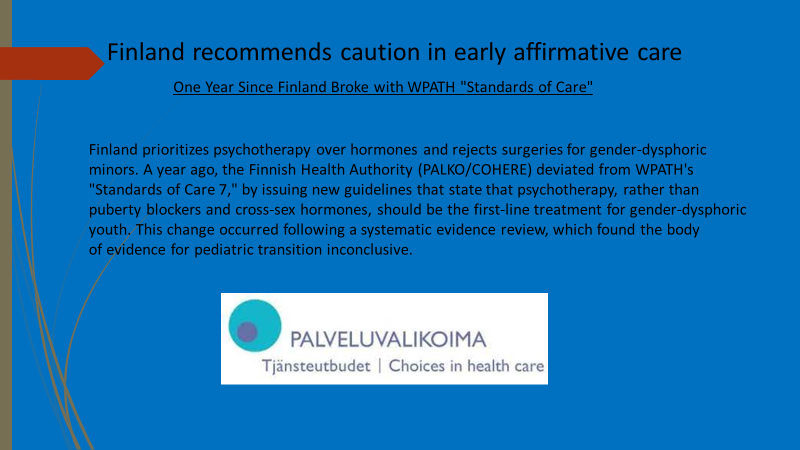 Finland recommends caution in early affirmative care
One Year Since Finland Broke with WPATH "Standards of Care"
Finland prioritizes psychotherapy over hormones and rejects surgeries for gender-dysphoric
minors. A year ago, the Finnish Health Authority (PALKO/COHERE) deviated from WPATH's
"Standards of Care 7," by issuing new guidelines that state that psychotherapy, rather than
puberty blockers and cross-sex hormones, should be the first-line treatment for gender-dysphoric
youth. This change occurred following a systematic evidence review, which found the body
of evidence for pediatric transition inconclusive.
PALVELUVALIKOIMA
Tjänsteutbudet | Choices in health care